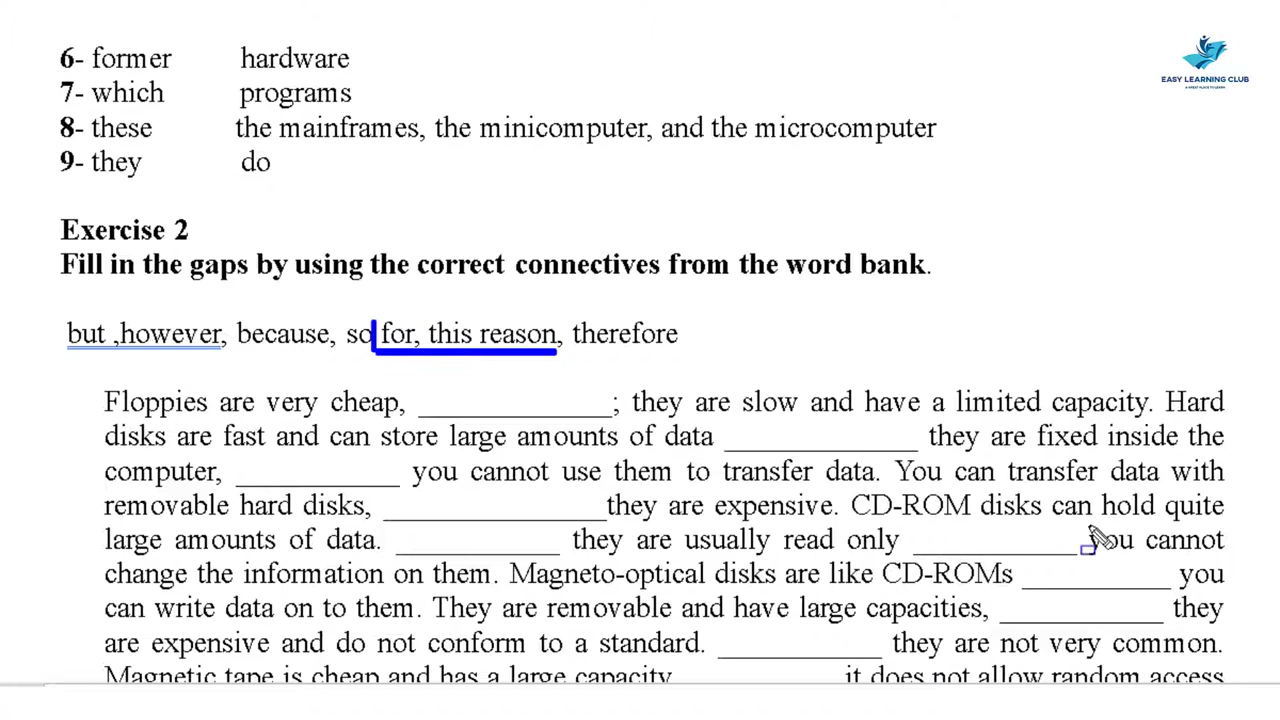 6- former hardware
7- which programs
8- these the mainframes, the minicomputer, and the microcomputer
9- they do
EASY LEARNING CLUB
A GREAT PLACE TO LEARN
Exercise 2
Fill in the gaps by using the correct connectives from the word bank.
but ,however, because, so for, this reason, therefore
Floppies are very cheap, ______________; they are slow and have a limited capacity. Hard
disks are fast and can store large amounts of data ______________ they are fixed inside the
computer, ____________ you cannot use them to transfer data. You can transfer data with
removable hard disks, ________________they are expensive. CD-ROM disks can hold quite
large amounts of data. ____________ they are usually read only ____________ You cannot
change the information on them. Magneto-optical disks are like CD-ROMs ___________ you
can write data on to them. They are removable and have large capacities, ____________ they
are expensive and do not conform to a standard. ____________ they are not very common.
Magnetic tape is cheap and has a large capacity ____________ it does not allow random access